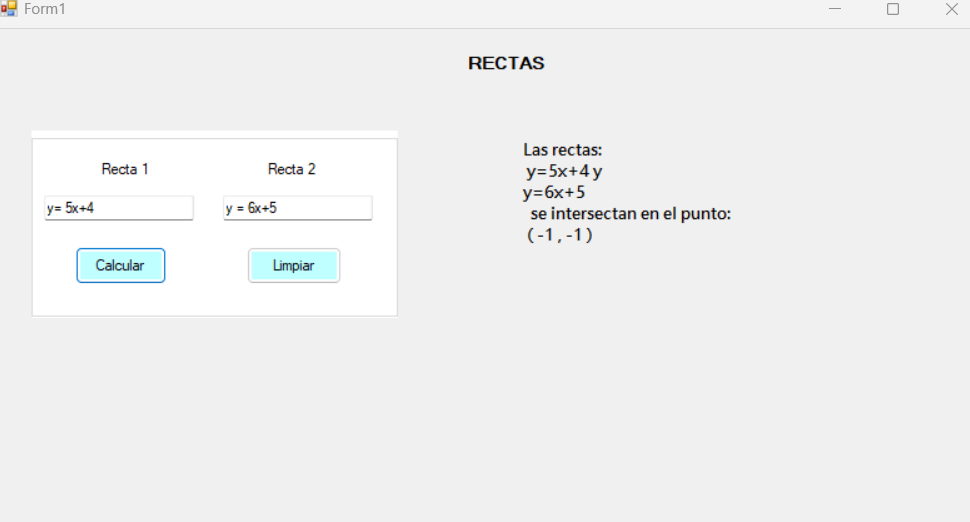 Form1
RECTAS
Recta 1
Recta 2
y= 5x+4
y = 6x+5
Calcular
Limpiar
Las rectas:
y=5x+4 y
y=6x+5
se intersectan en el punto:
( -1 , -1 )